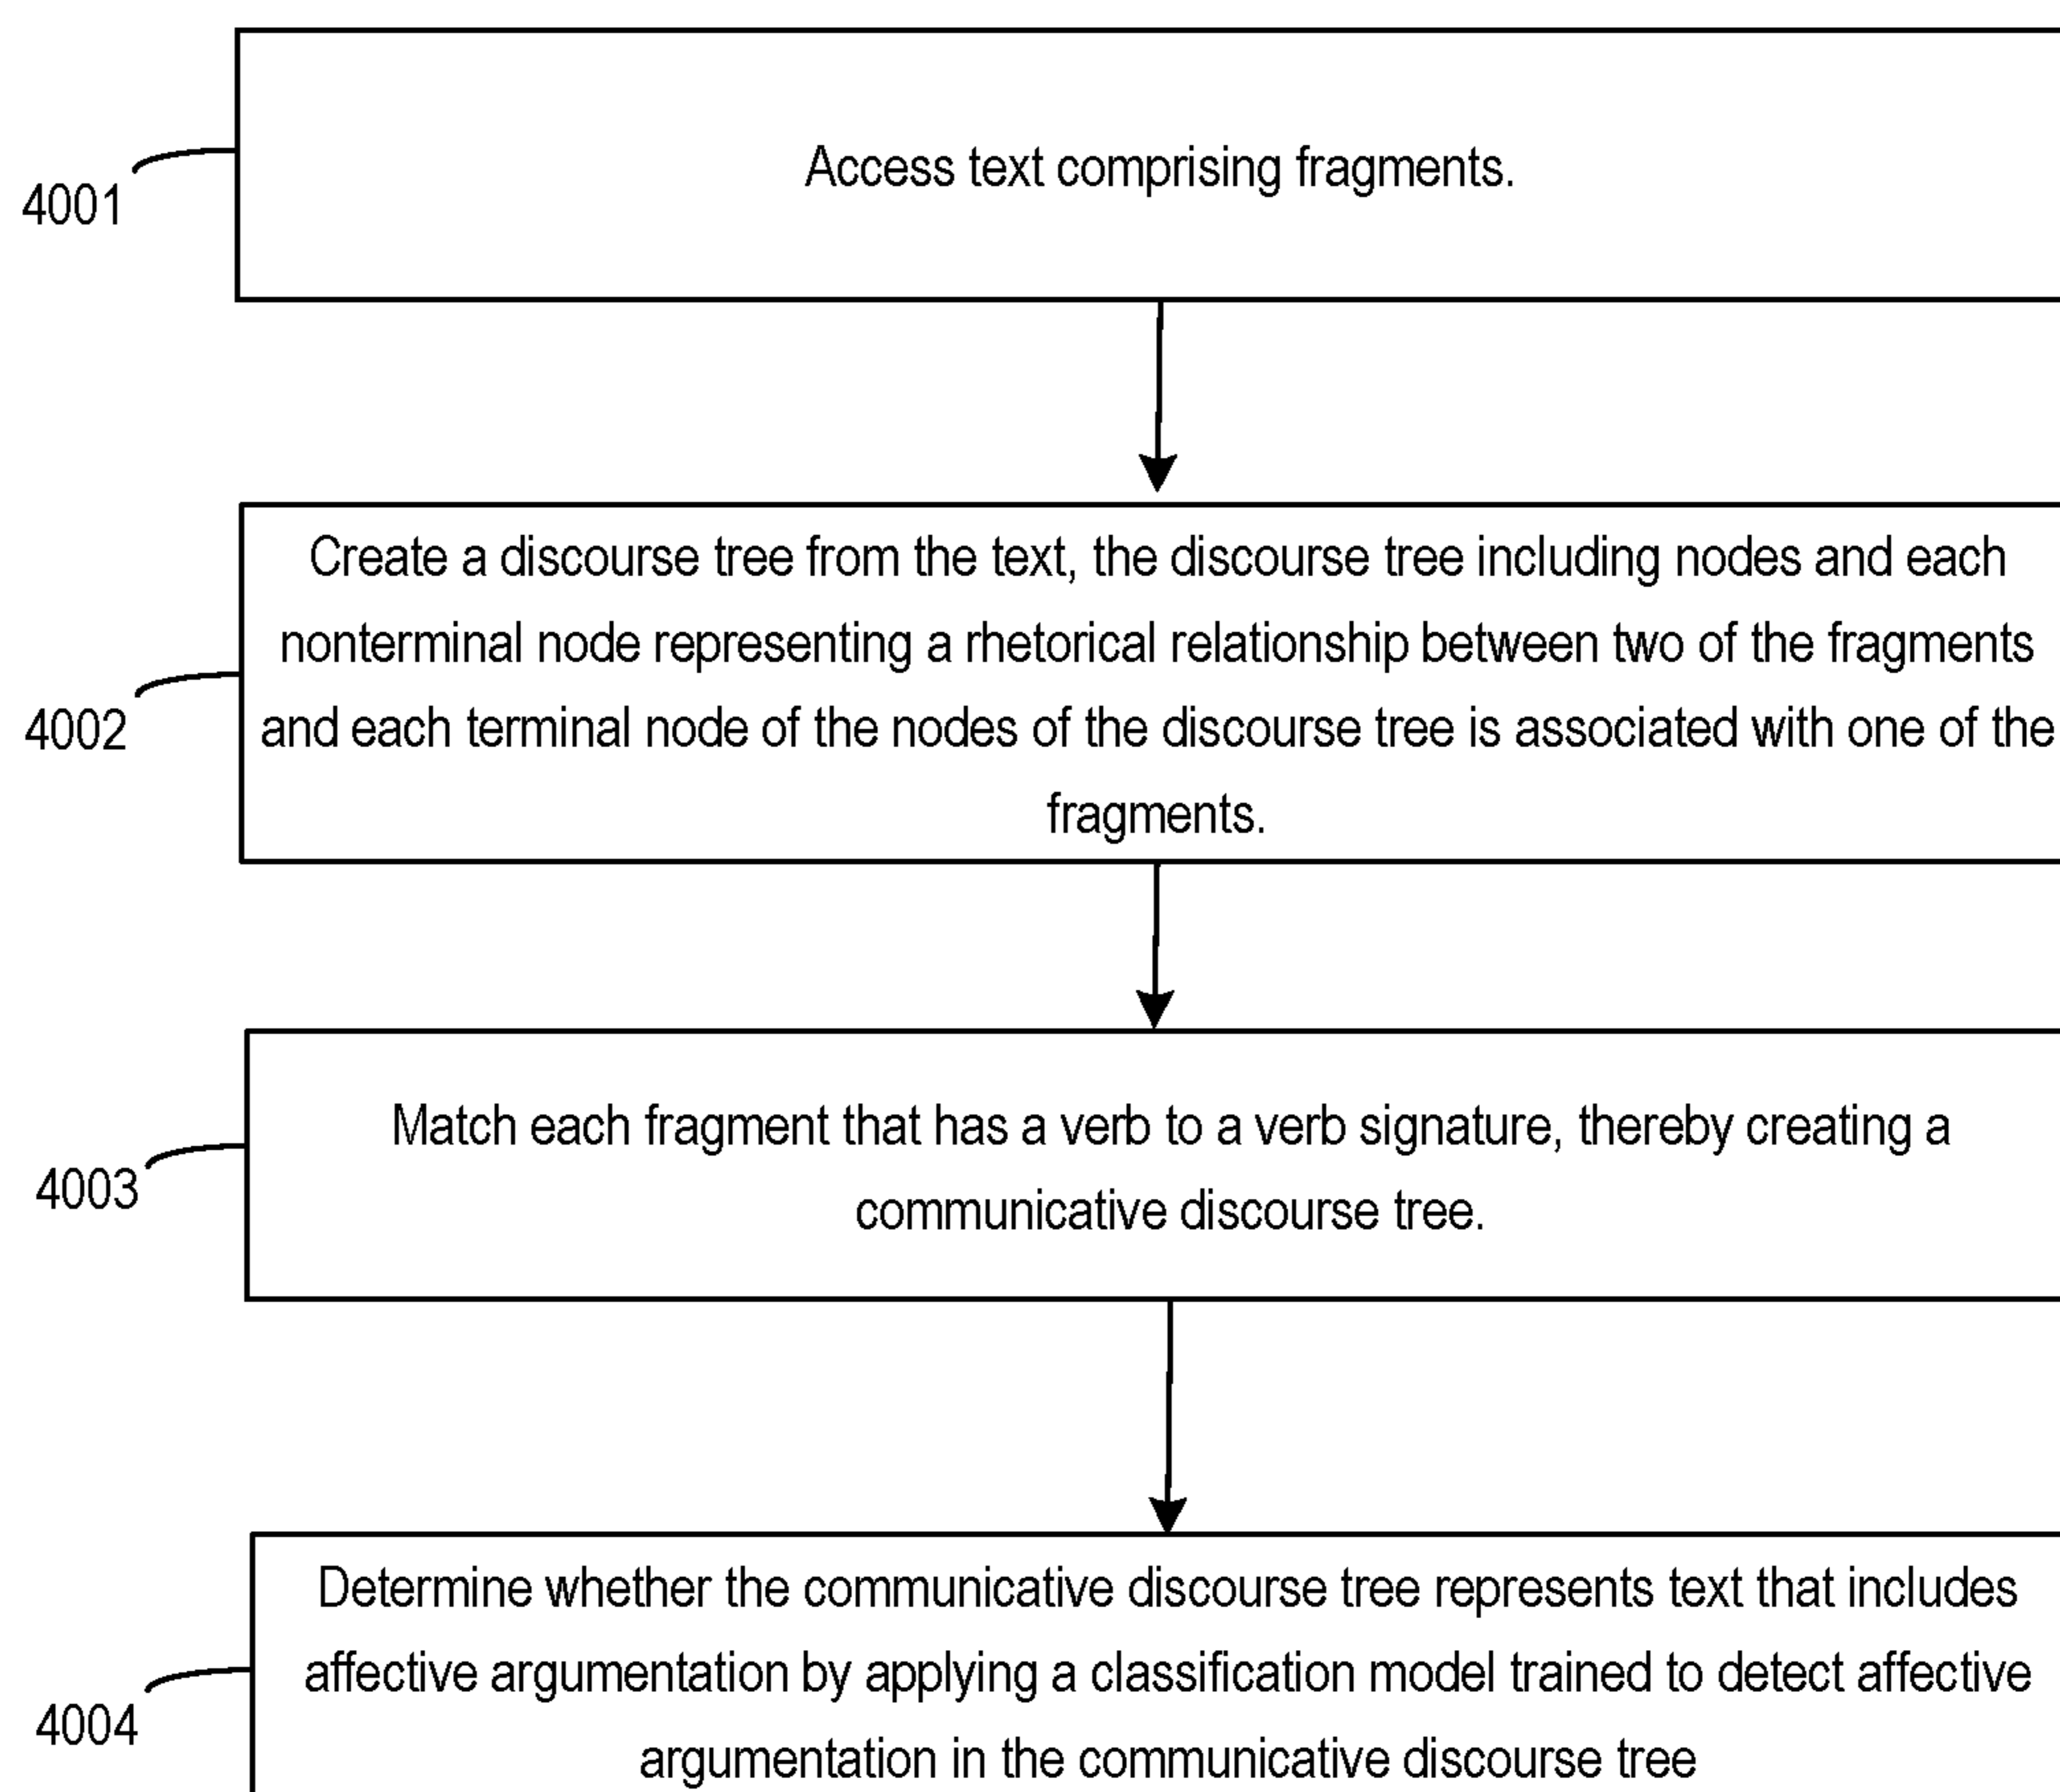 Access text comprising fragments.
4001
Create a discourse tree from the text, the discourse tree including nodes and each
nonterminal node representing a rhetorical relationship between two of the fragments
and each terminal node of the nodes of the discourse tree is associated with one of the
fragments.
4002
Match each fragment that has a verb to a verb signature, thereby creating a
communicative discourse tree.
4003
Determine whether the communicative discourse tree represents text that includes
affective argumentation by applying a classification model trained to detect affective
argumentation in the communicative discourse tree
4004